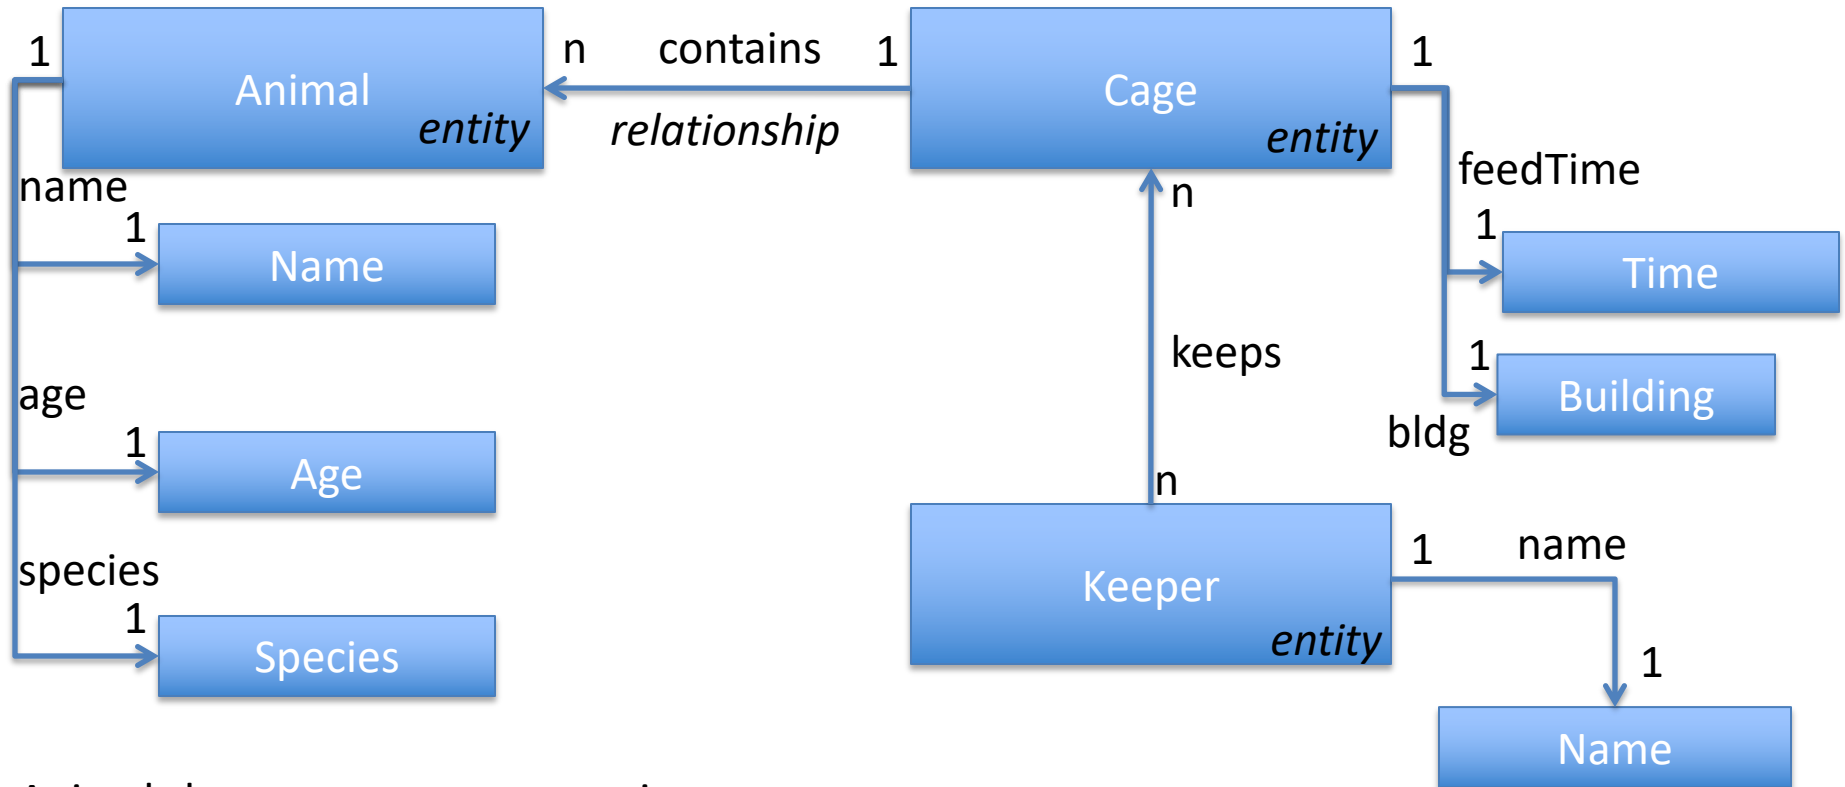 1
Animal
entity
n
contains
1
relationship
Cage
entity
1
name
1
Name
age
1
Age
species
1
Species
feedTime
1
Time
1
Building
bldg
n
keeps
n
Keeper
entity
1
name
1
Name